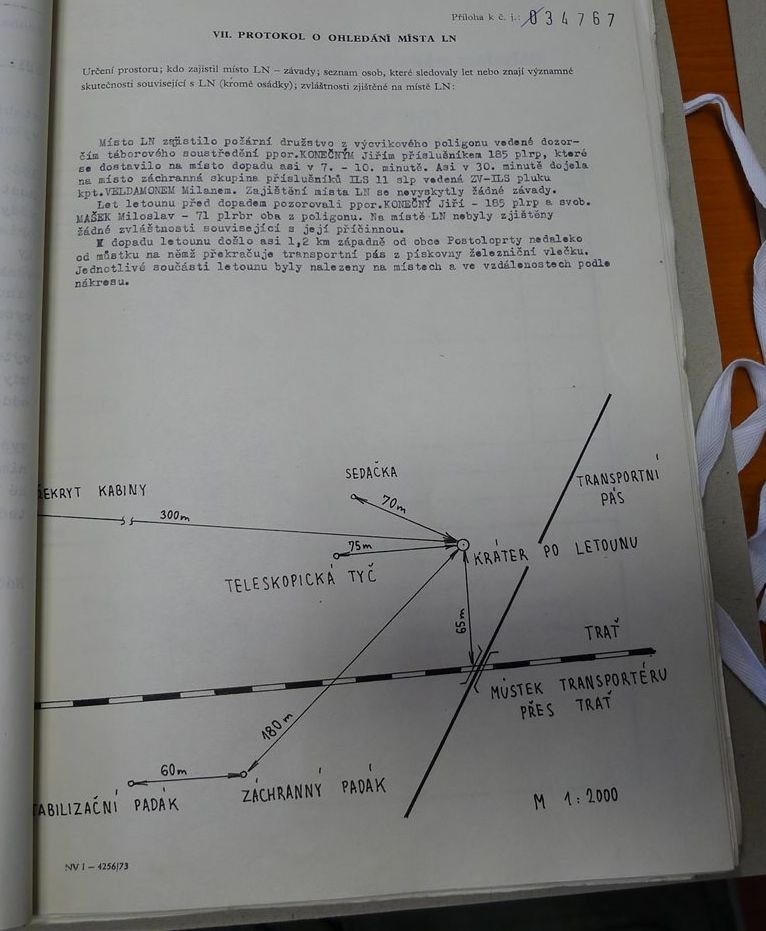 Příloha k č. j.: 034767
VII. PROTOKOL O OHLEDÁNÍ MÍSTA LN
Určení prostoru; kdo zajistil místo LN – závady; seznam osob, které sledovaly let nebo znají významné
skutečnosti související s LN (kromě osádky); zvláštnosti zjištěné na místě LN:
Místo LN zajistilo požární družstvo z výcvikového poligonu vedené dozor-
čím táborového soustředění ppor.KONEČNÝM Jiřím příslušníkem 185 plrp, které
se dostavilo na místo dopadu asi v 7. - 10. minutě. Asi v 30. minutě dojela
na místo záchranná skupina příslušníků ILS 11 slp vedená ZV-ILS pluku
kpt.VELDAMONEM Milanem. Zajištění místa LN se nevyskytly žádné závady.
Let letounu před dopadem pozorovali ppor.KONEČNÝ Jiří - 185 plrp a svob.
MAŠEK Miloslav - 71 plrbr oba z poligonu. Na místě LN nebyly zjištěny
žádné zvláštnosti související s její příčinnou.
K dopadu letounu došlo asi 1,2 km západně od obce Postoloprty nedaleko
od můstku na němž překračuje transportní pás z pískovny železniční vlečku.
Jednotlivé součásti letounu byly nalezeny na místech a ve vzdálenostech podle
nákresu.
SEDAČKA
TRANSPORTNÍ
PÁS
ŘEKRYT KABINY
70m
300m
75m
KRÁTER PO LETOUNU
TELESKOPICKÁ TYČ
65m
TRAŤ
MŮSTEK TRANSPORTÉRU
PŘES TRAŤ
180m
60m
TABILIZAČNÍ PADÁK
ZÁCHRANNÝ PADÁK
M 1:2000
NV I – 4256/73